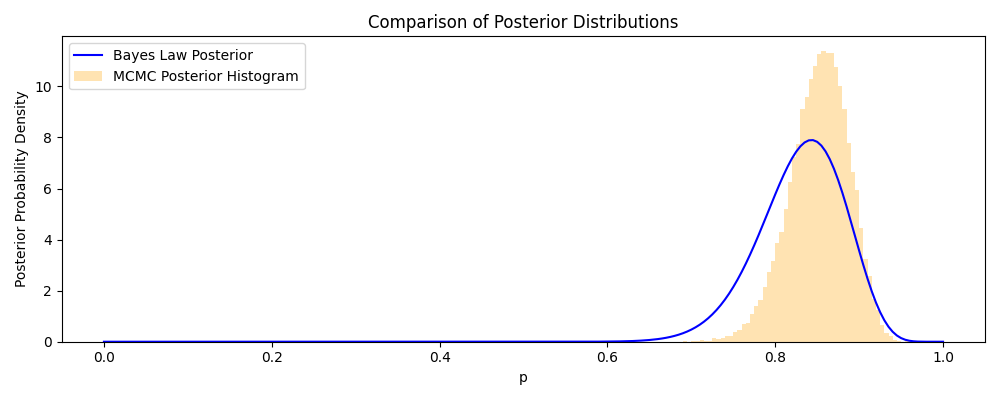 Comparison of Posterior Distributions
Bayes Law Posterior
MCMC Posterior Histogram
Posterior Probability Density
10
8
6
4
2
0
0.0 0.2 0.4 0.6 0.8 1.0
p